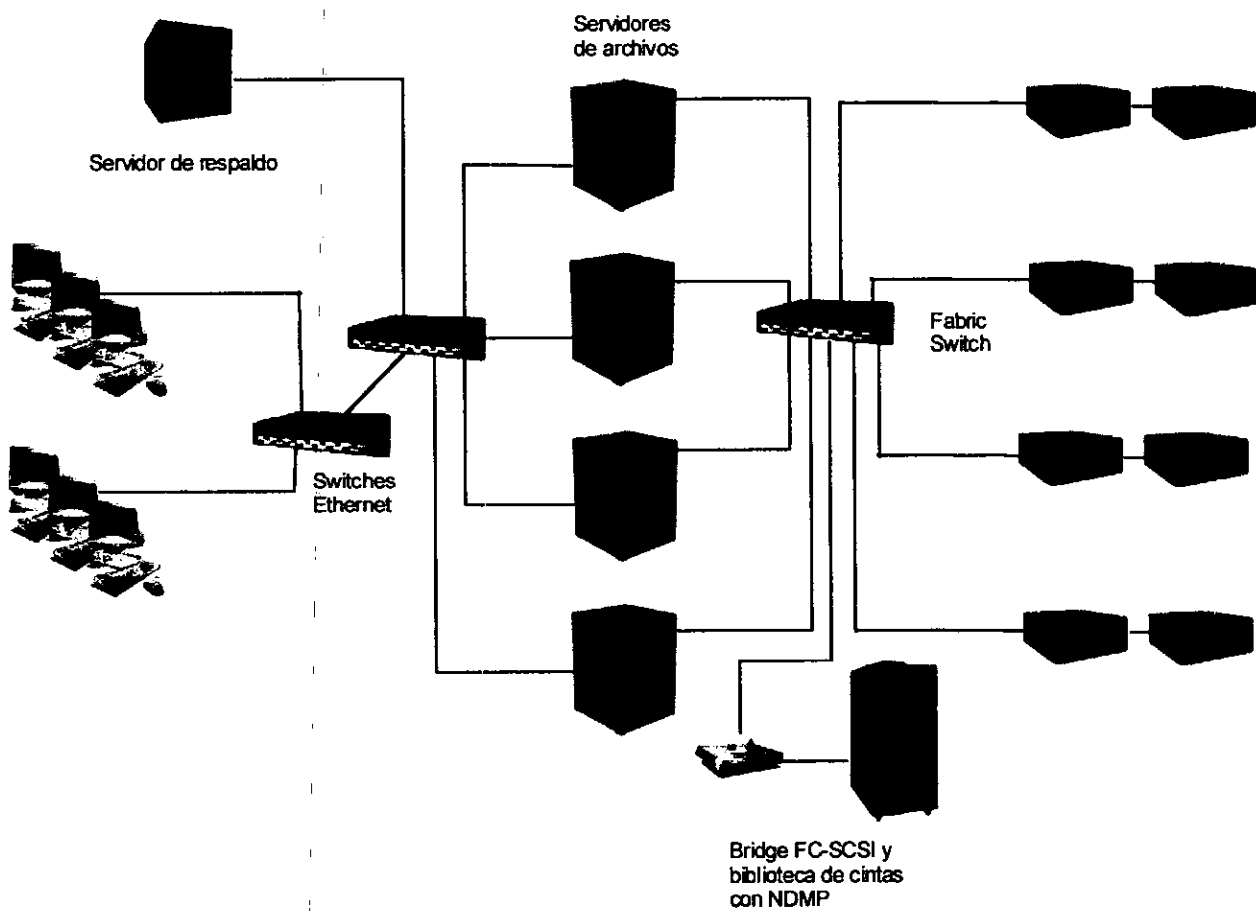 Servidores
de archivos
Servidor de respaldo
Fabric
Switch
Switches
Ethernet
Bridge FC-SCSI y
biblioteca de cintas
con NDMP